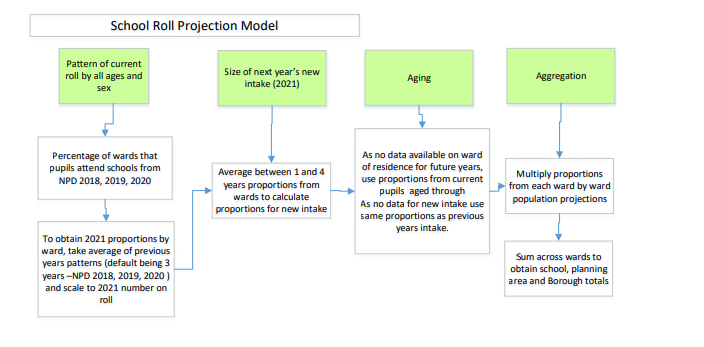 School Roll Projection Model
Pattern of current
roll by all ages and
sex
Percentage of wards that
pupils attend schools from
NPD 2018, 2019, 2020
To obtain 2021 proportions by
ward, take average of previous
years patterns (default being 3
years –NPD 2018, 2019, 2020 )
and scale to 2021 number on
roll
Size of next year's new
intake (2021)
Average between 1 and 4
years proportions from
wards to calculate
proportions for new intake
Aging
As no data available on ward
of residence for future years,
use proportions from current
pupils aged through
As no data for new intake use
same proportions as previous
years intake.
Aggregation
Multiply proportions
from each ward by ward
population projections
Sum across wards to
obtain school, planning
area and Borough totals